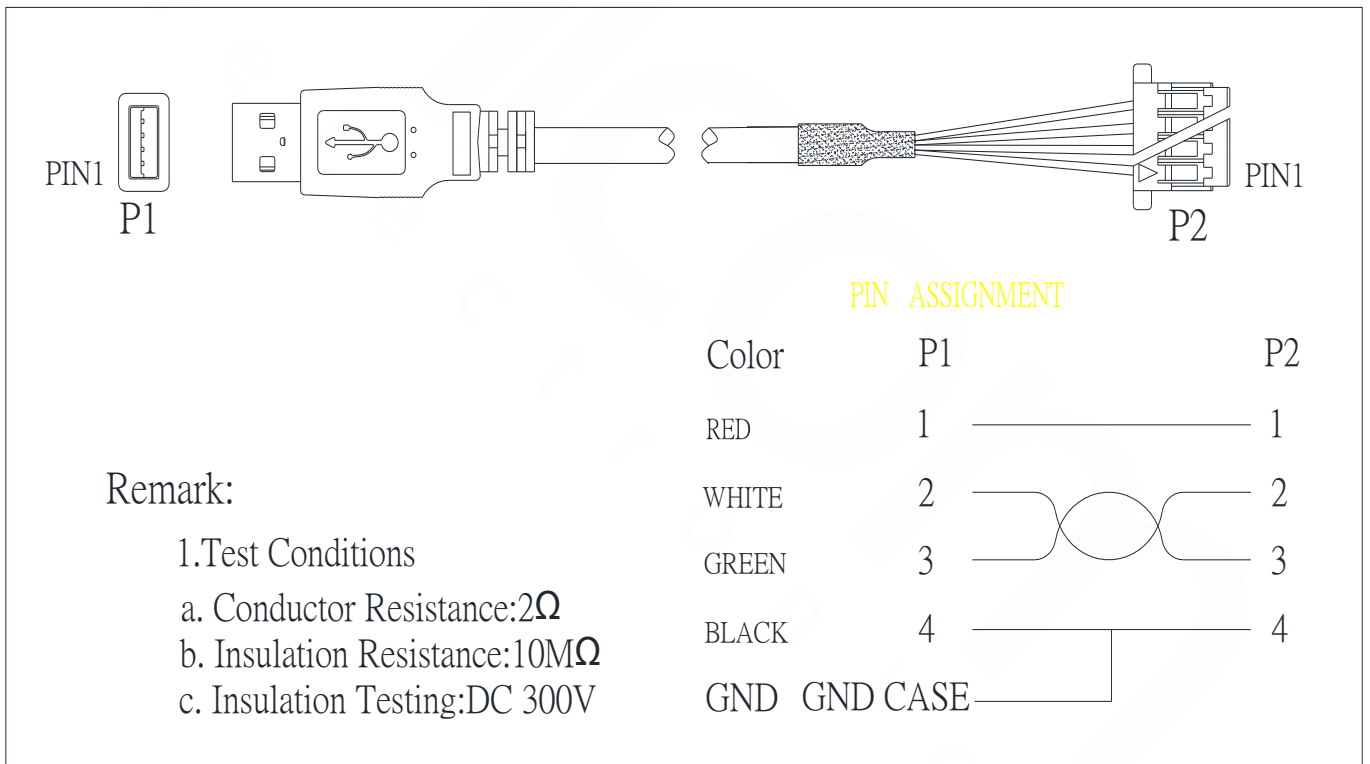 PIN1
P1
PIN1
P2
PIN ASSIGNMENT
Color P1 P2
RED 1 1
WHITE 2 2
GREEN 3 3
BLACK 4 4
GND GND CASE
Remark:
1.Test Conditions
a. Conductor Resistance:2Ω
b. Insulation Resistance:10MΩ
c. Insulation Testing:DC 300V